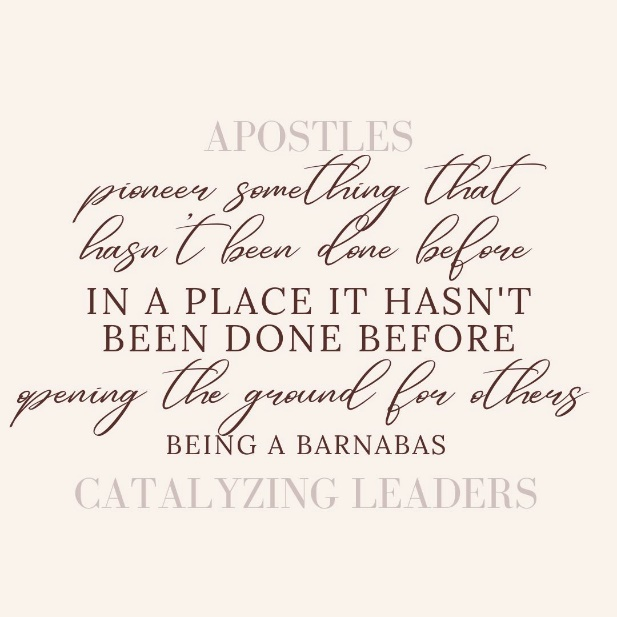 APOSTLES
pioneer something that
hasn't been done before
IN A PLACE IT HASN'T
BEEN DONE BEFORE
opening the ground for others
BEING A BARNABAS
CATALYZING LEADERS